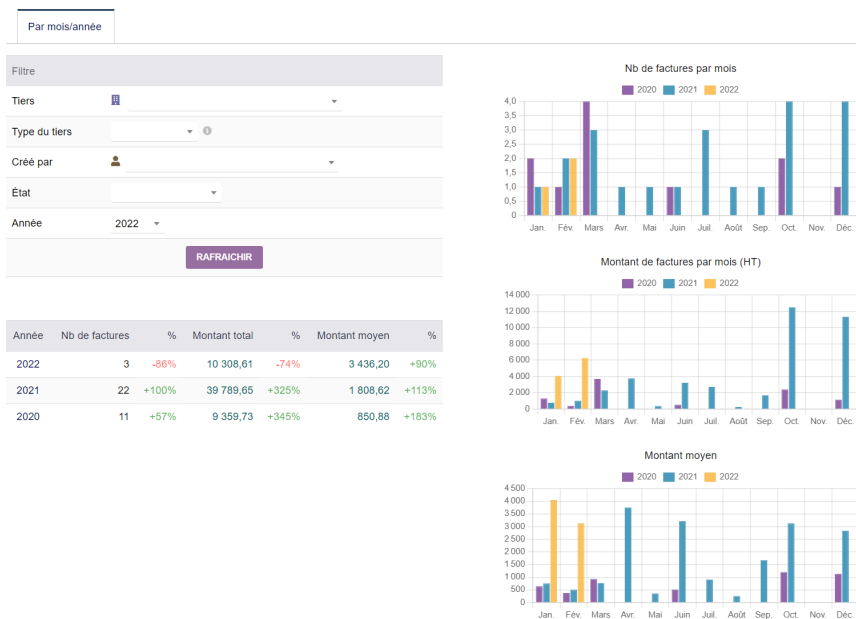 Par mois/année
Filtre
Tiers
Type du tiers
Créé par
État
Année 2022
RAFRAICHIR
Année Nb de factures % Montant total % Montant moyen %
2022 3 -86% 10 308,61 -74% 3 436,20 +90%
2021 22 +100% 39 789,65 +325% 1 808,62 +113%
2020 11 +57% 9 359,73 +345% 850,88 +183%
Nb de factures par mois
2020 2021 2022
4,0
3,5
3,0
2,5
2,0
1,5
1,0
0,5
0
Jan. Fév. Mars Avr. Mai Juin Juil. Août Sep. Oct. Nov. Déc.
Montant de factures par mois (HT)
2020 2021 2022
14 000
12 000
10 000
8 000
6 000
4 000
2 000
0
Jan. Fév. Mars Avr. Mai Juin Juil. Août Sep. Oct. Nov. Déc.
Montant moyen
2020 2021 2022
4 500
4 000
3 500
3 000
2 500
2 000
1 500
1 000
500
0
Jan. Fév. Mars Avr. Mai Juin Juil. Août Sep. Oct. Nov. Déc.